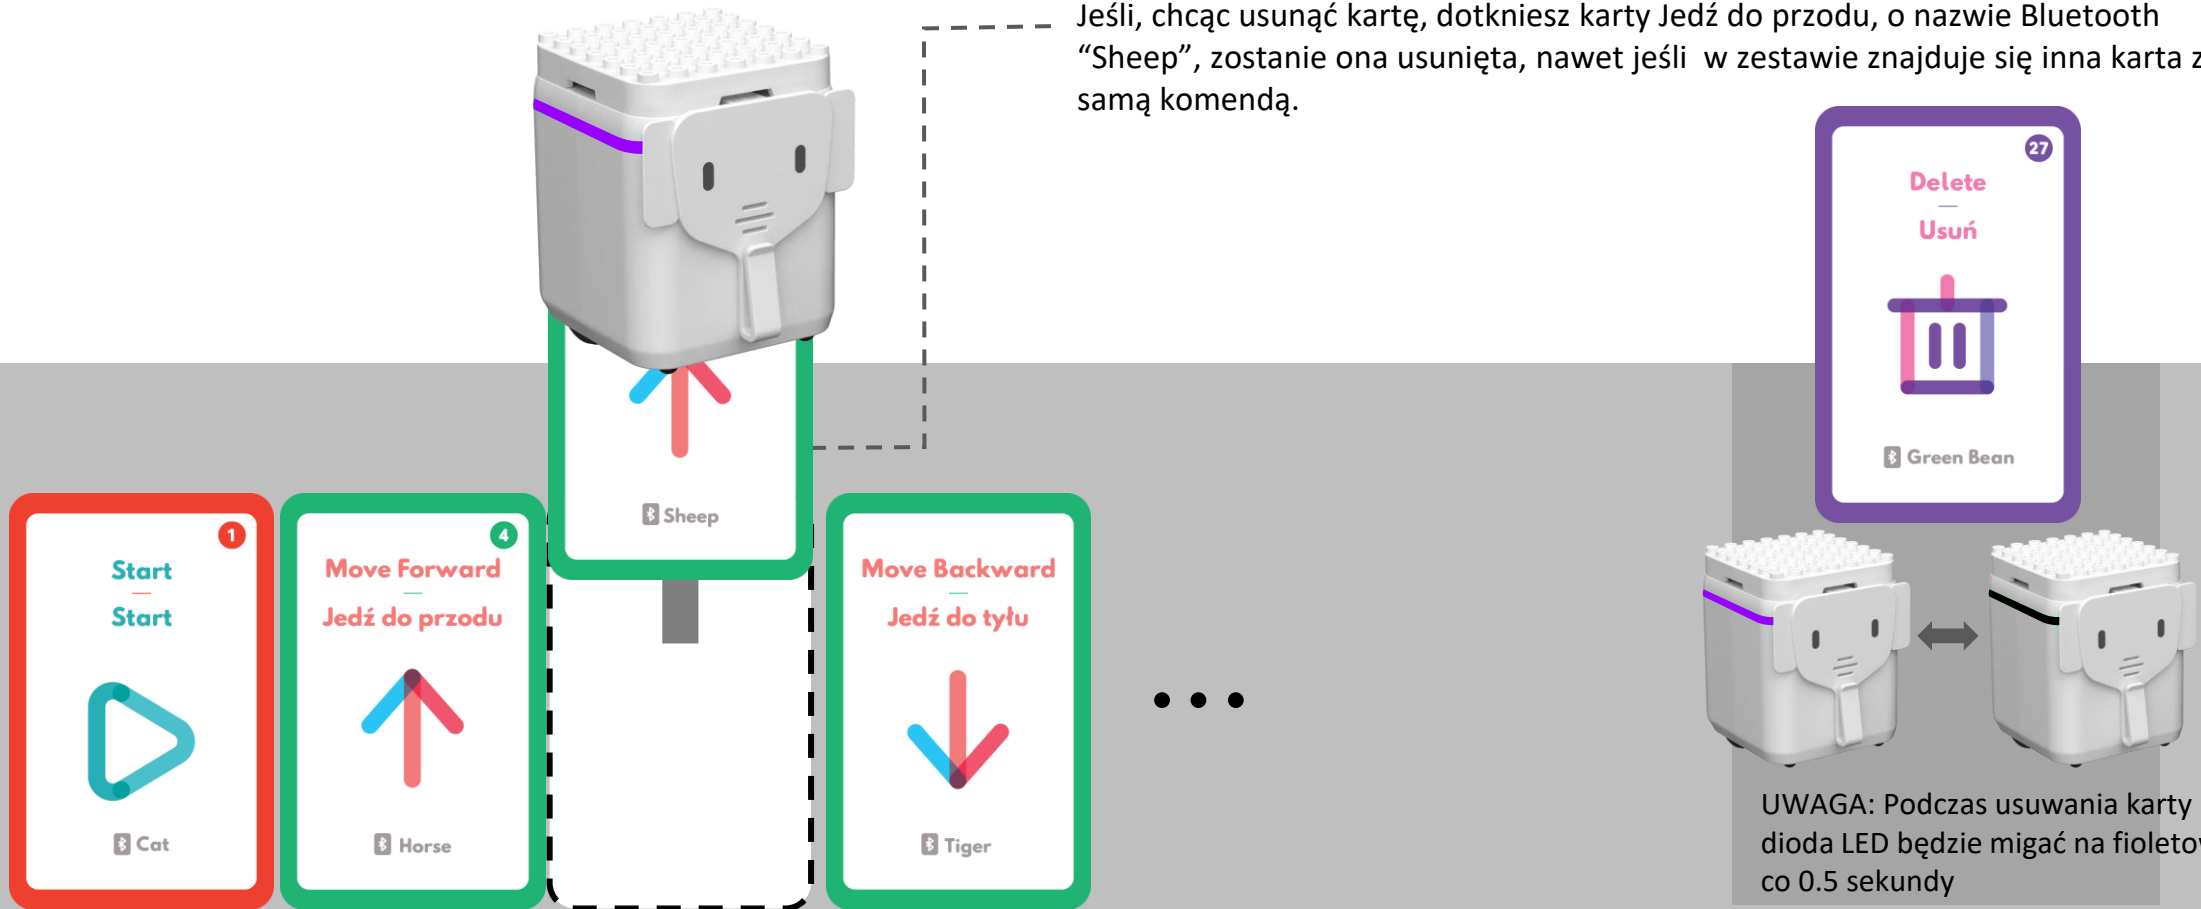 Jeśli, chcąc usunąć kartę, dotkniesz karty Jedź do przodu, o nazwie Bluetooth
“Sheep”, zostanie ona usunięta, nawet jeśli w zestawie znajduje się inna karta z
samą komendą.
27
Delete
Usuń
Green Bean
Sheep
1
Start
Start
Cat
4
Move Forward
Jedź do przodu
Horse
Move Backward
Jedź do tyłu
Tiger
...
UWAGA: Podczas usuwania karty
dioda LED będzie migać na
co 0.5 sekundy